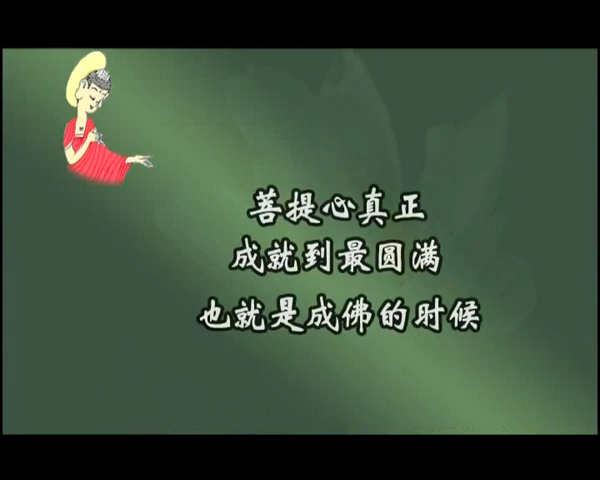 菩提心真正
成就到最圆满
也就是成佛的时候